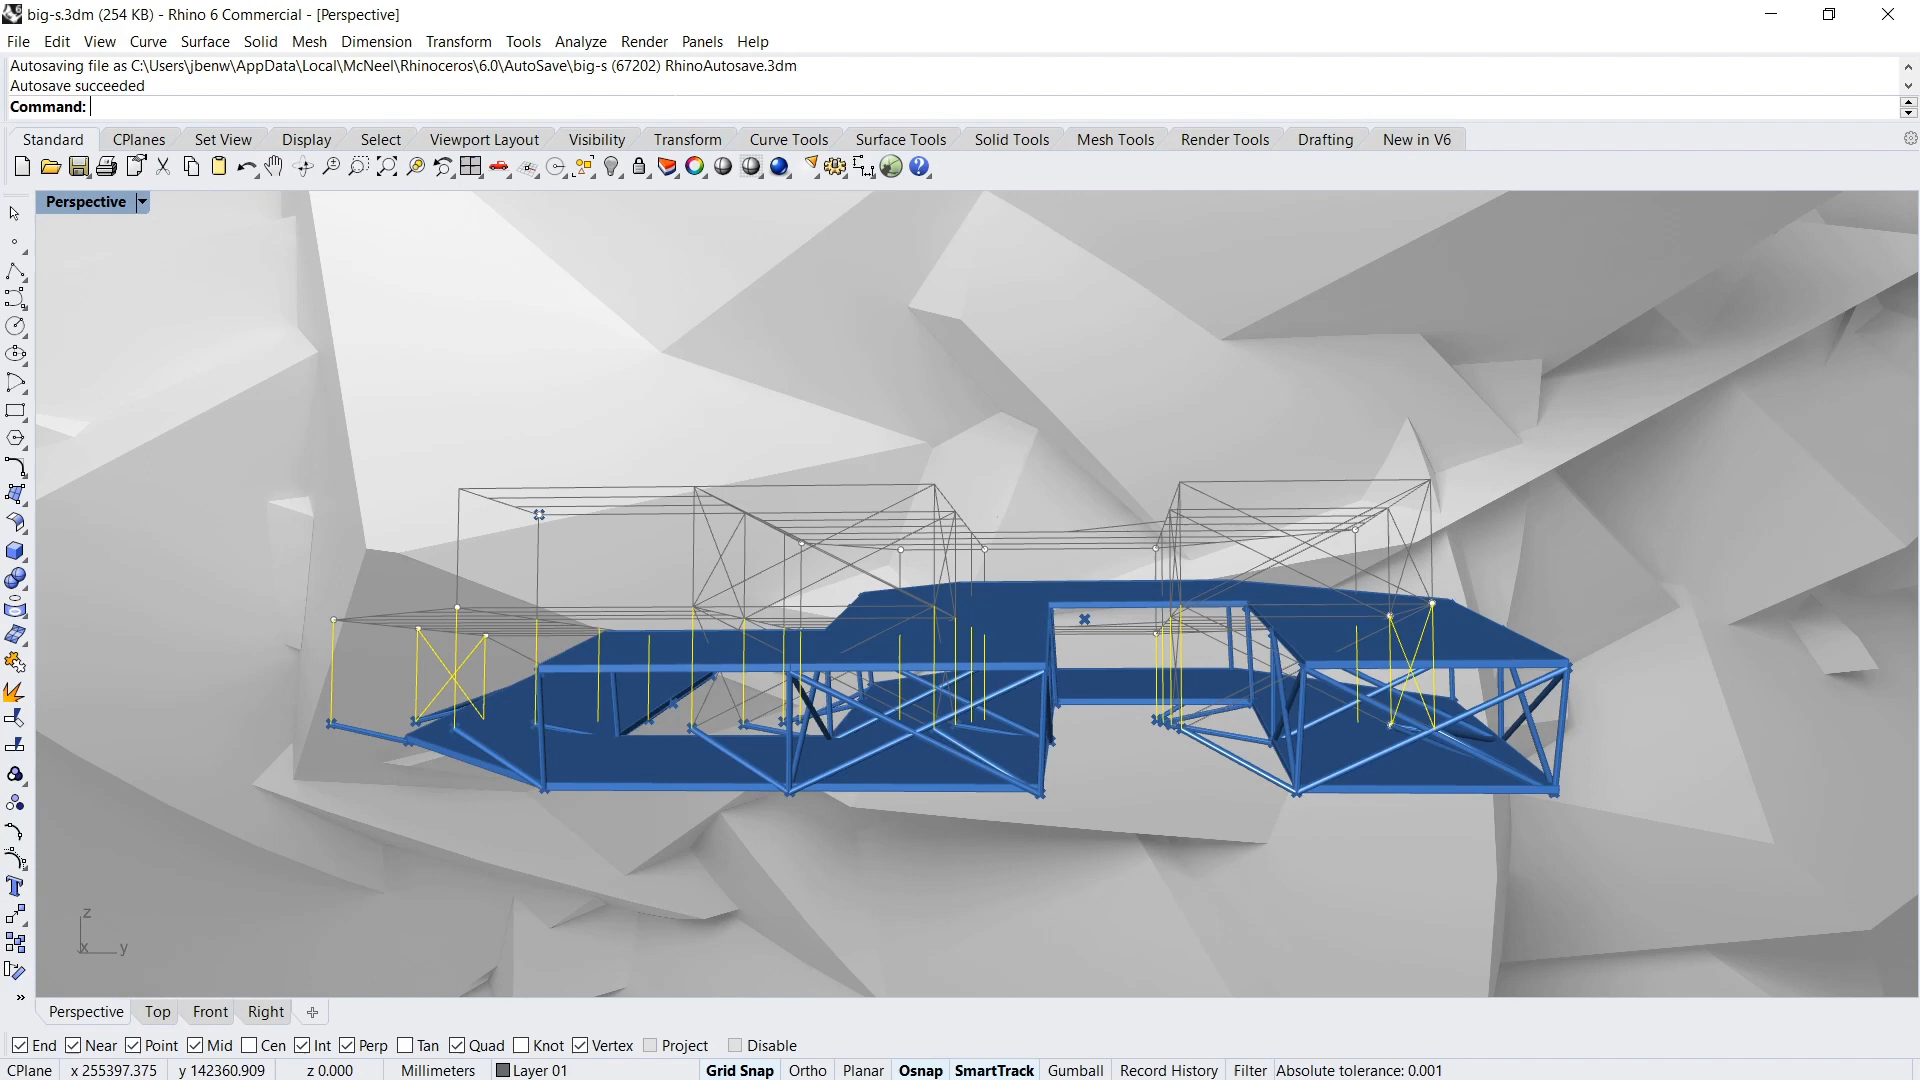 big-s.3dm (254 KB) - Rhino 6 Commercial - [Perspective]
File Edit View Curve Surface Solid Mesh Dimension Transform Tools Analyze Render Panels Help
Autosaving file as C:\Users\jbenw\AppData\Local\McNeel\Rhinoceros\6.0\AutoSave\big-s (67202) RhinoAutosave.3dm
Autosave succeeded
Command:
Standard CPlanes Set View Display Select Viewport Layout Visibility Transform Curve Tools Surface Tools Solid Tools Mesh Tools Render Tools Drafting New in V6
Perspective
z
x y
Perspective Top Front Right
End Near Point Mid Cen Int Perp Tan Quad Knot Vertex Project Disable
CPlane x 255397.375 y 142360.909 z 0.000 Millimeters Layer 01 Grid Snap Ortho Planar Osnap SmartTrack Gumball Record History Filter Absolute tolerance: 0.001